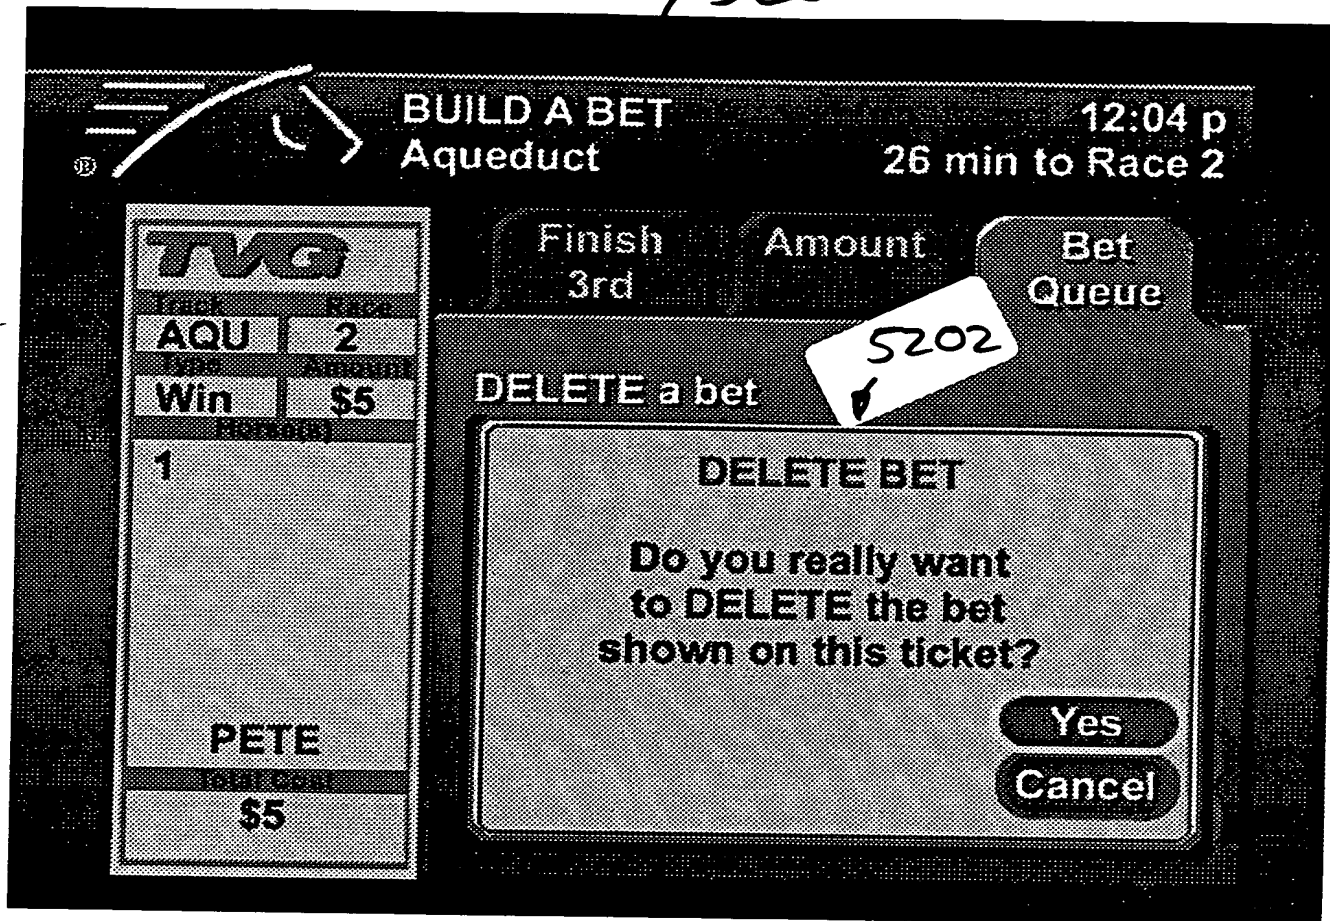 BUILD A BET
12:04 p
Aqueduct
26 min to Race 2
®
TVG
Track Race
AQU 2
Type Amount
Win $5
Horse(s)
1
PETE
Total Cost
$5
Finish
3rd
Amount
Bet
Queue
5202
DELETE a bet
DELETE BET
Do you really want
to DELETE the bet
shown on this ticket?
Yes
Cancel